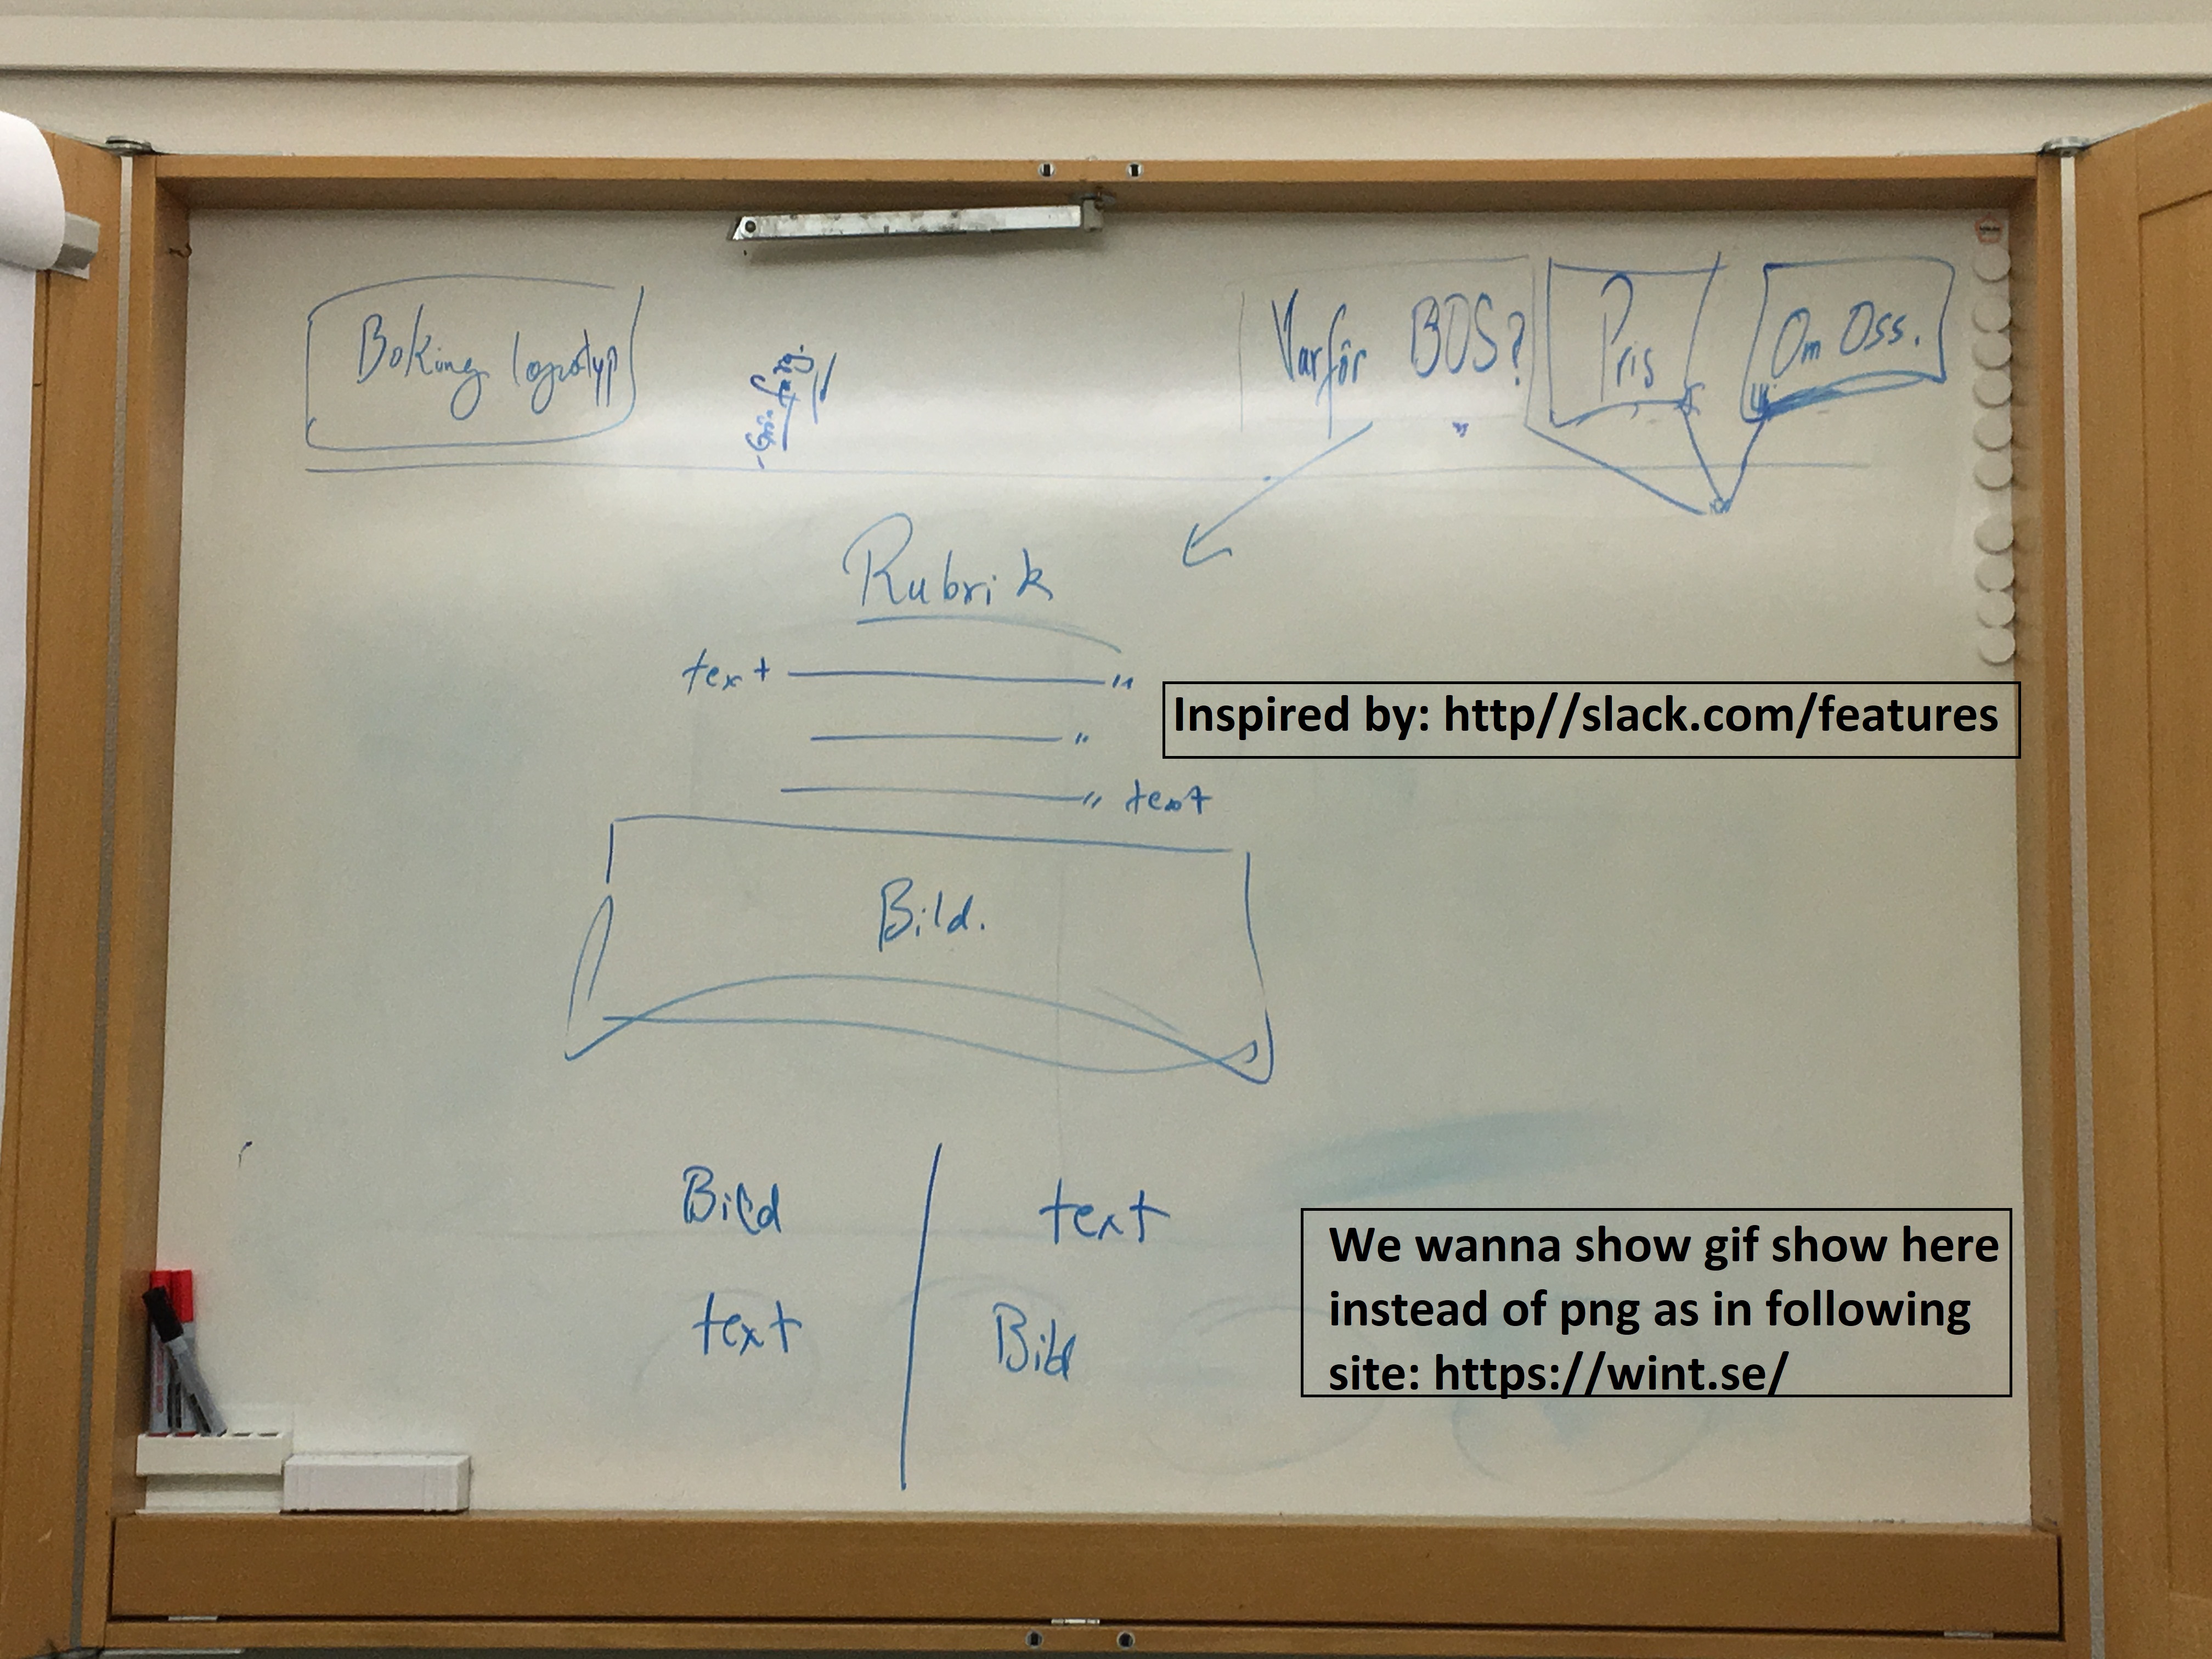 Boking logotyp
Varför BOS?
Pris
Om Oss.
Rubrik
text
text
Inspired by: http//slack.com/features
Bild.
Bild
text
text
Bild
We wanna show gif show here
instead of png as in following
site: https://wint.se/